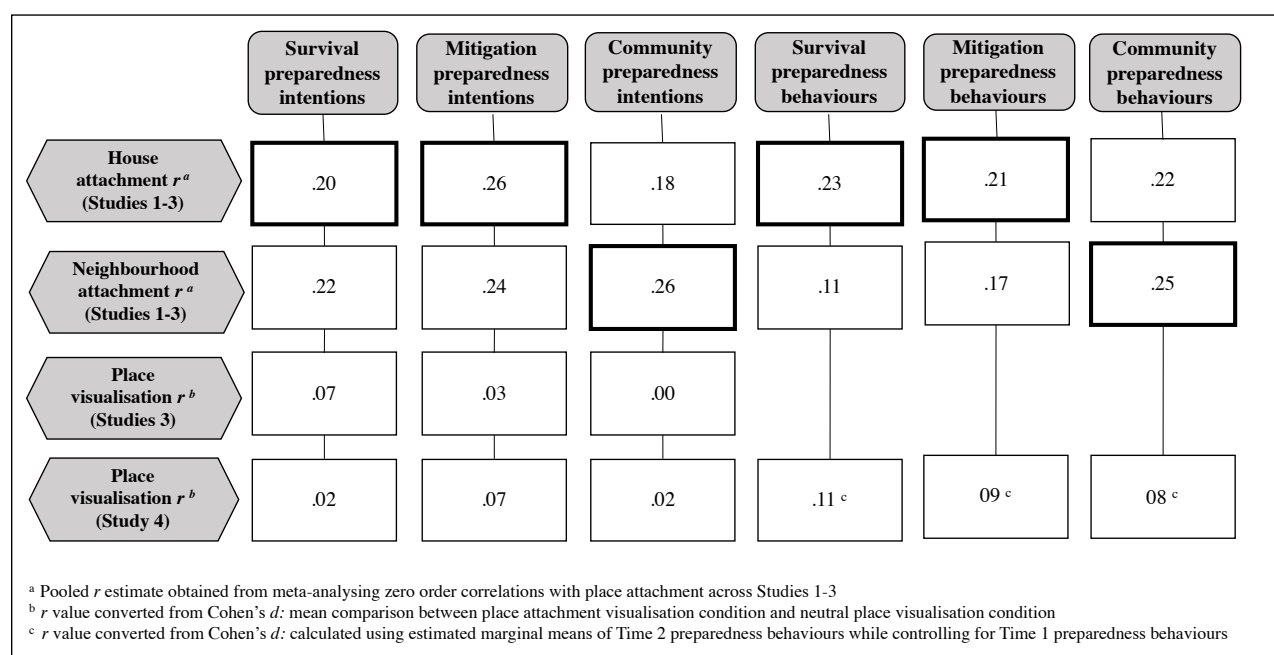 Survival
preparedness
intentions
Mitigation
preparedness
intentions
Community
preparedness
intentions
Survival
preparedness
behaviours
Mitigation
preparedness
behaviours
Community
preparedness
behaviours
House
attachment r a
(Studies 1-3)
.20
.26
.18
.23
.21
.22
Neighbourhood
attachment r a
(Studies 1-3)
.22
.24
.26
.11
.17
.25
Place
visualisation r b
(Studies 3)
.07
.03
.00
Place
visualisation r b
(Study 4)
.02
.07
.02
.11 c
09 c
08 c
a Pooled r estimate obtained from meta-analysing zero order correlations with place attachment across Studies 1-3
b r value converted from Cohen's d: mean comparison between place attachment visualisation condition and neutral place visualisation condition
c r value converted from Cohen's d: calculated using estimated marginal means of Time 2 preparedness behaviours while controlling for Time 1 preparedness behaviours